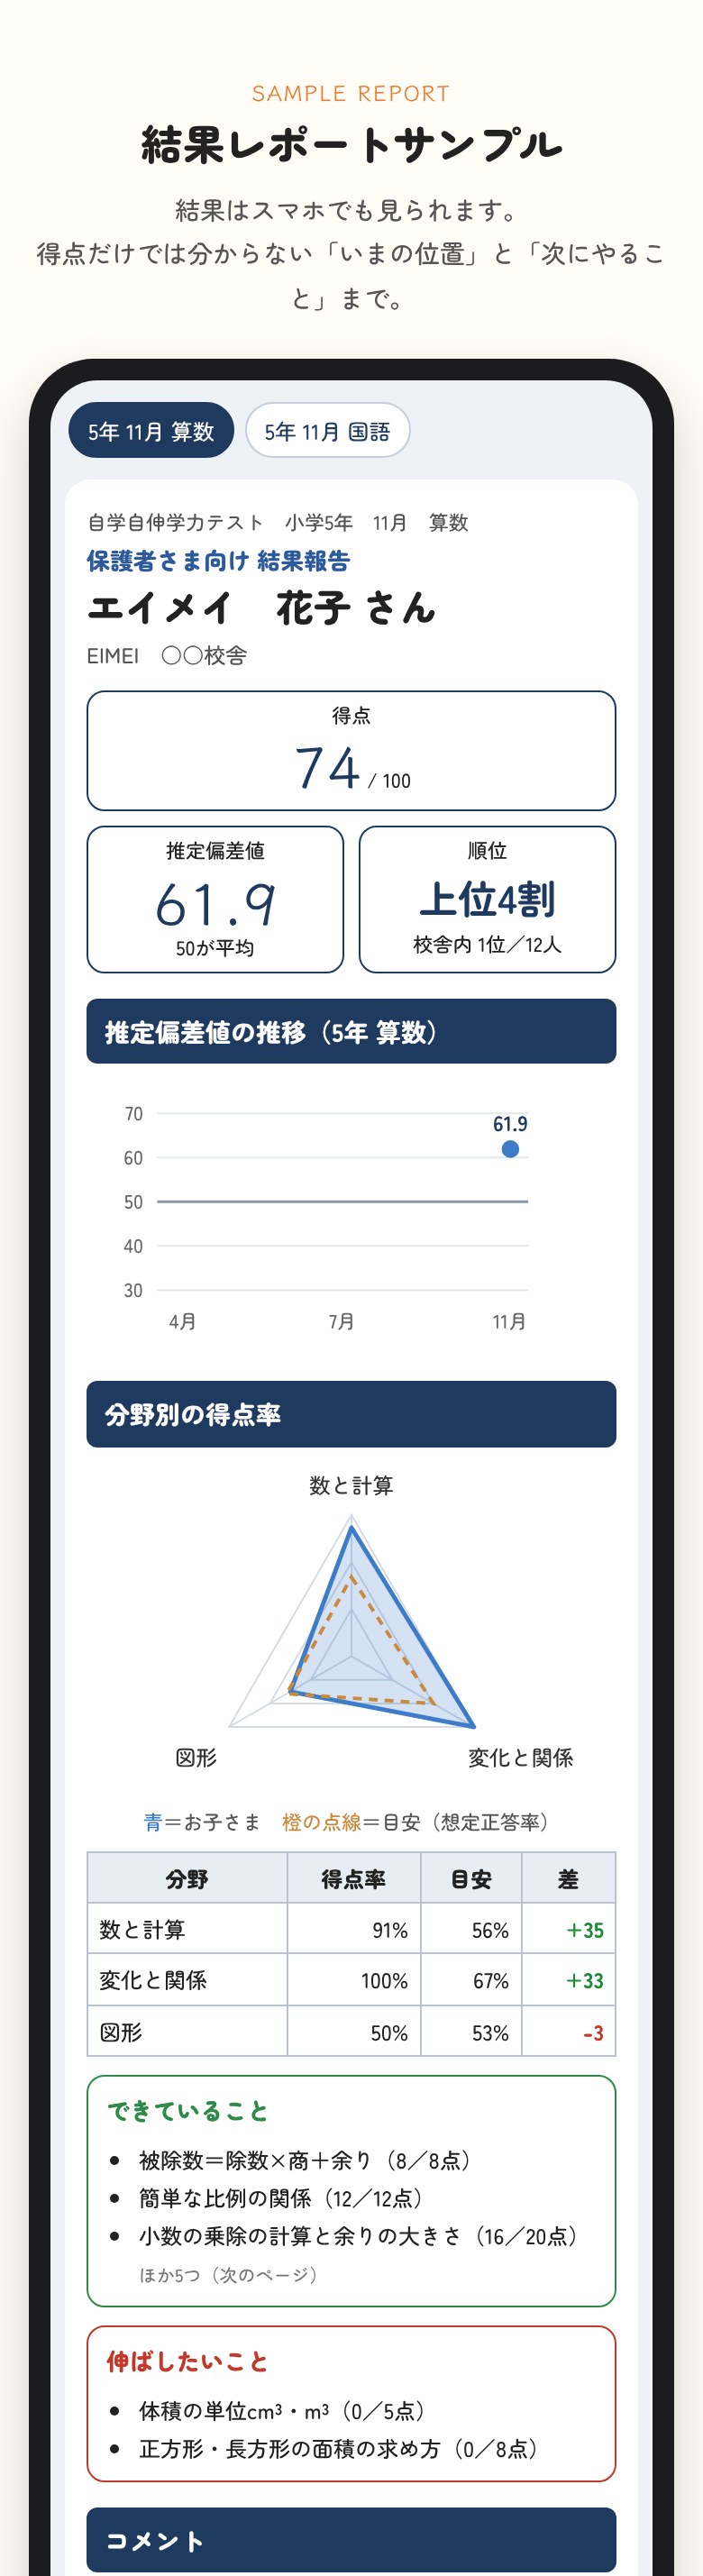 SAMPLE REPORT
結果レポートサンプル
結果はスマホでも見られます。
得点だけでは分からない「いまの位置」と「次にやるこ
と」まで。
5年 11月 算数
5年 11月 国語
自学自伸学力テスト　小学5年　11月　算数
保護者さま向け 結果報告
エイメイ　花子 さん
EIMEI　○○校舎
得点
74 / 100
推定偏差値
61.9
50が平均
順位
上位4割
校舎内 1位／12人
推定偏差値の推移（5年 算数）
70
61.9
60
50
40
30
4月 7月 11月
分野別の得点率
数と計算
図形 変化と関係
青＝お子さま　橙の点線＝目安（想定正答率）
分野 得点率 目安 差
数と計算 91% 56% +35
変化と関係 100% 67% +33
図形 50% 53% -3
できていること
• 被除数＝除数×商＋余り（8／8点）
• 簡単な比例の関係（12／12点）
• 小数の乗除の計算と余りの大きさ（16／20点）
ほか5つ（次のページ）
伸ばしたいこと
• 体積の単位cm³・m³（0／5点）
• 正方形・長方形の面積の求め方（0／8点）
コメント